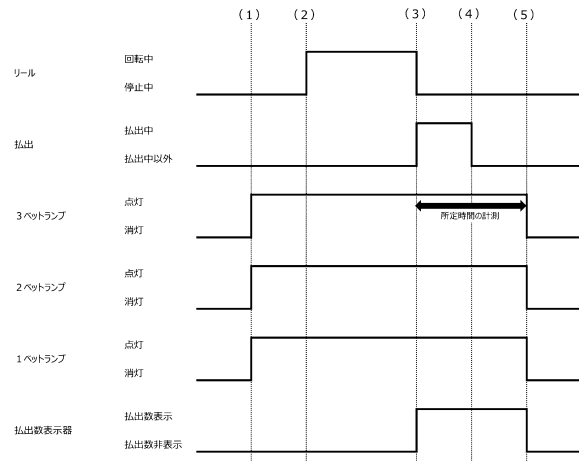 (1) (2) (3) (4) (5)
リール
回転中
停止中
払出
払出中
払出中以外
3ベットランプ
点灯
所定時間の計測
消灯
2ベットランプ
点灯
消灯
1ベットランプ
点灯
消灯
払出数表示器
払出数表示
払出数非表示